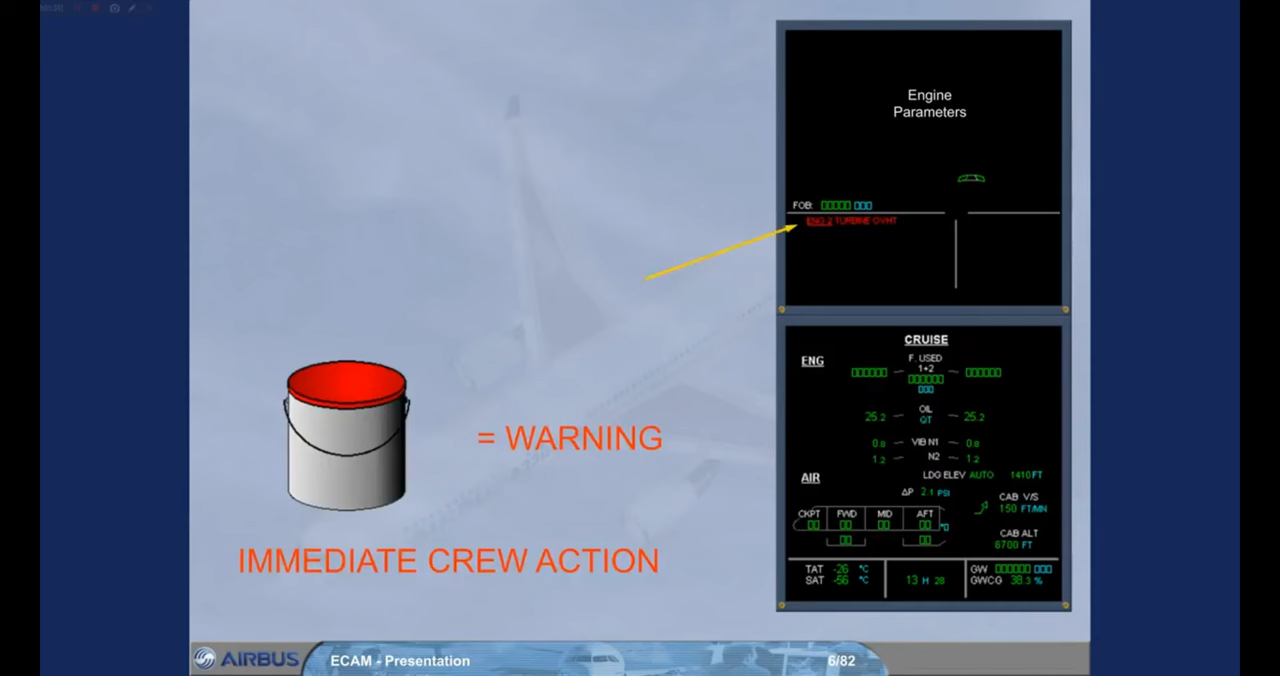 Engine
Parameters
FOB:
ENG 2 TURBINE OVHT
= WARNING
IMMEDIATE CREW ACTION
CRUISE
ENG
F. USED
1+2
25.2 OIL 25.2
QT
0.8 VIB N1 0.8
1.2 N2 1.2
LDG ELEV AUTO 1410FT
AIR
ΔP 2.1 PSI
CAB V/S
150 FT/MN
CKPT FWD MID AFT
CAB ALT
6700 FT
TAT -26 °C
SAT -56 °C
13 H 28
GW
GWCG 38.3 %
AIRBUS
ECAM - Presentation
6/82